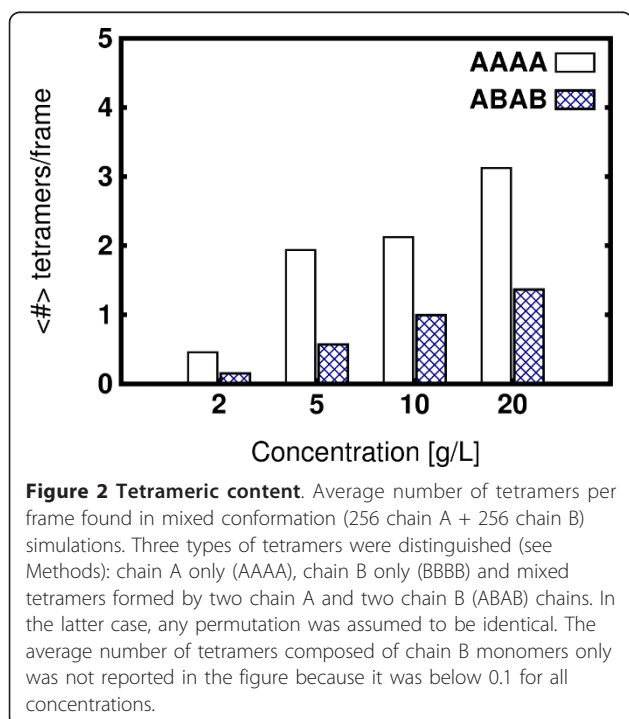 5
4
3
2
1
0
<#> tetramers/frame
AAAA
ABAB
2 5 10 20
Concentration [g/L]
Figure 2 Tetrameric content. Average number of tetramers per
frame found in mixed conformation (256 chain A + 256 chain B)
simulations. Three types of tetramers were distinguished (see
Methods): chain A only (AAAA), chain B only (BBBB) and mixed
tetramers formed by two chain A and two chain B (ABAB) chains. In
the latter case, any permutation was assumed to be identical. The
average number of tetramers composed of chain B monomers only
was not reported in the figure because it was below 0.1 for all
concentrations.